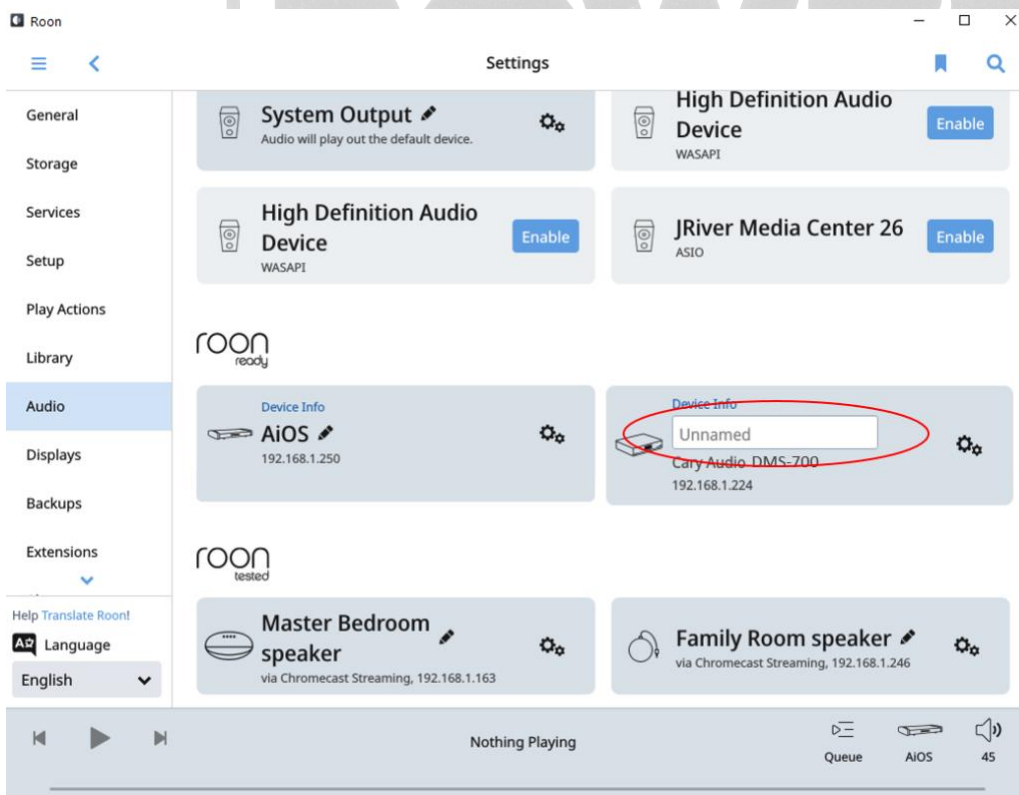 Roon
Settings
General
Storage
Services
Setup
Play Actions
Library
Audio
Displays
Backups
Extensions
Help Translate Roon!
Language
English
System Output
Audio will play out the default device.
High Definition Audio
Device
WASAPI
Enable
High Definition Audio
Device
WASAPI
Enable
JRiver Media Center 26
ASIO
Enable
roon
ready
Device Info
AiOS
192.168.1.250
Device Info
Unnamed
Cary Audio DMS-700
192.168.1.224
roon
tested
Master Bedroom
speaker
via Chromecast Streaming, 192.168.1.163
Family Room speaker
via Chromecast Streaming, 192.168.1.246
Nothing Playing
Queue
AiOS
45